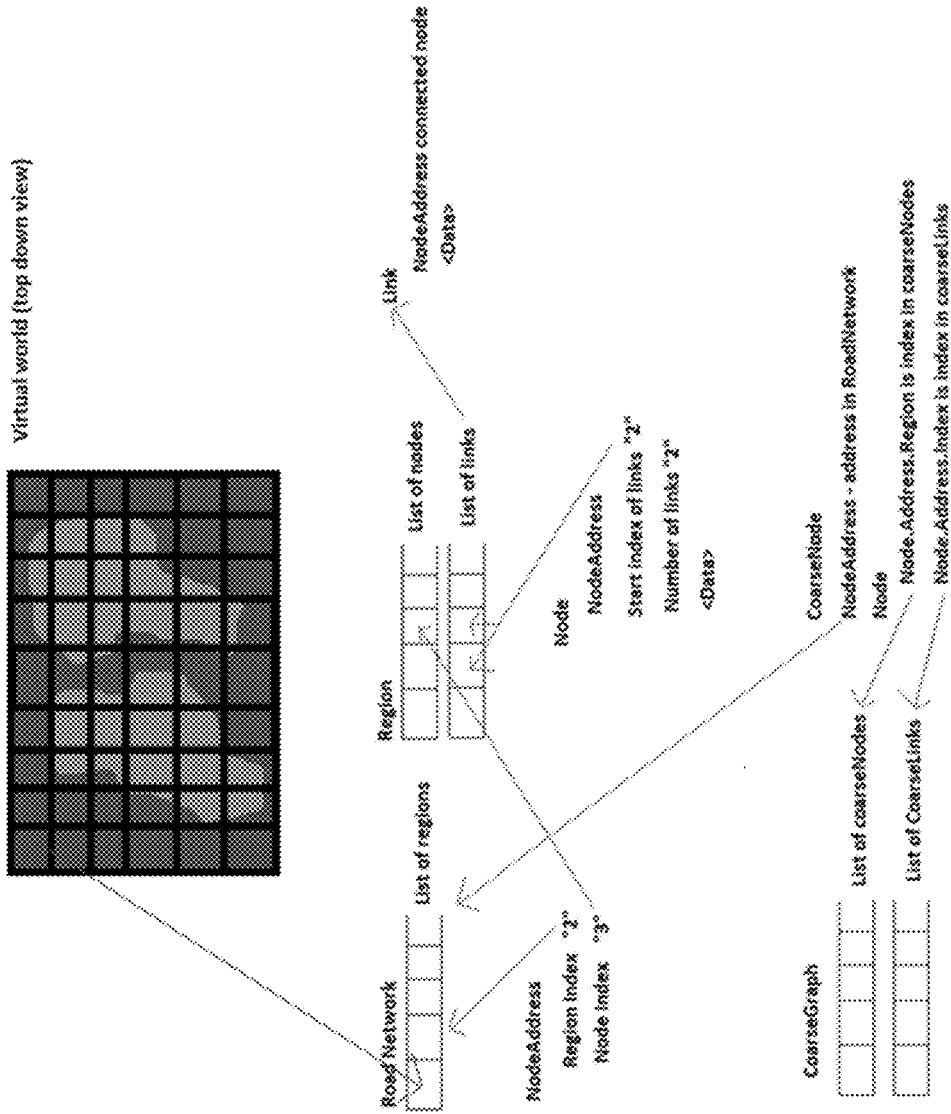 Virtual world (top down view)
Road Network
List of regions
NodeAddress
Region Index "2"
Node Index "3"
Region
List of nodes
List of links
Link
NodeAddress connected node
<Data>
Node
NodeAddress
Start index of links "2"
Number of links "2"
<Data>
CoarseGraph
List of coarseNodes
List of CoarseLinks
CoarseNode
NodeAddress - address in RoadNetwork
Node
Node.Address.Region is index in coarseNodes
Node.Address.Index is index in coarseLinks